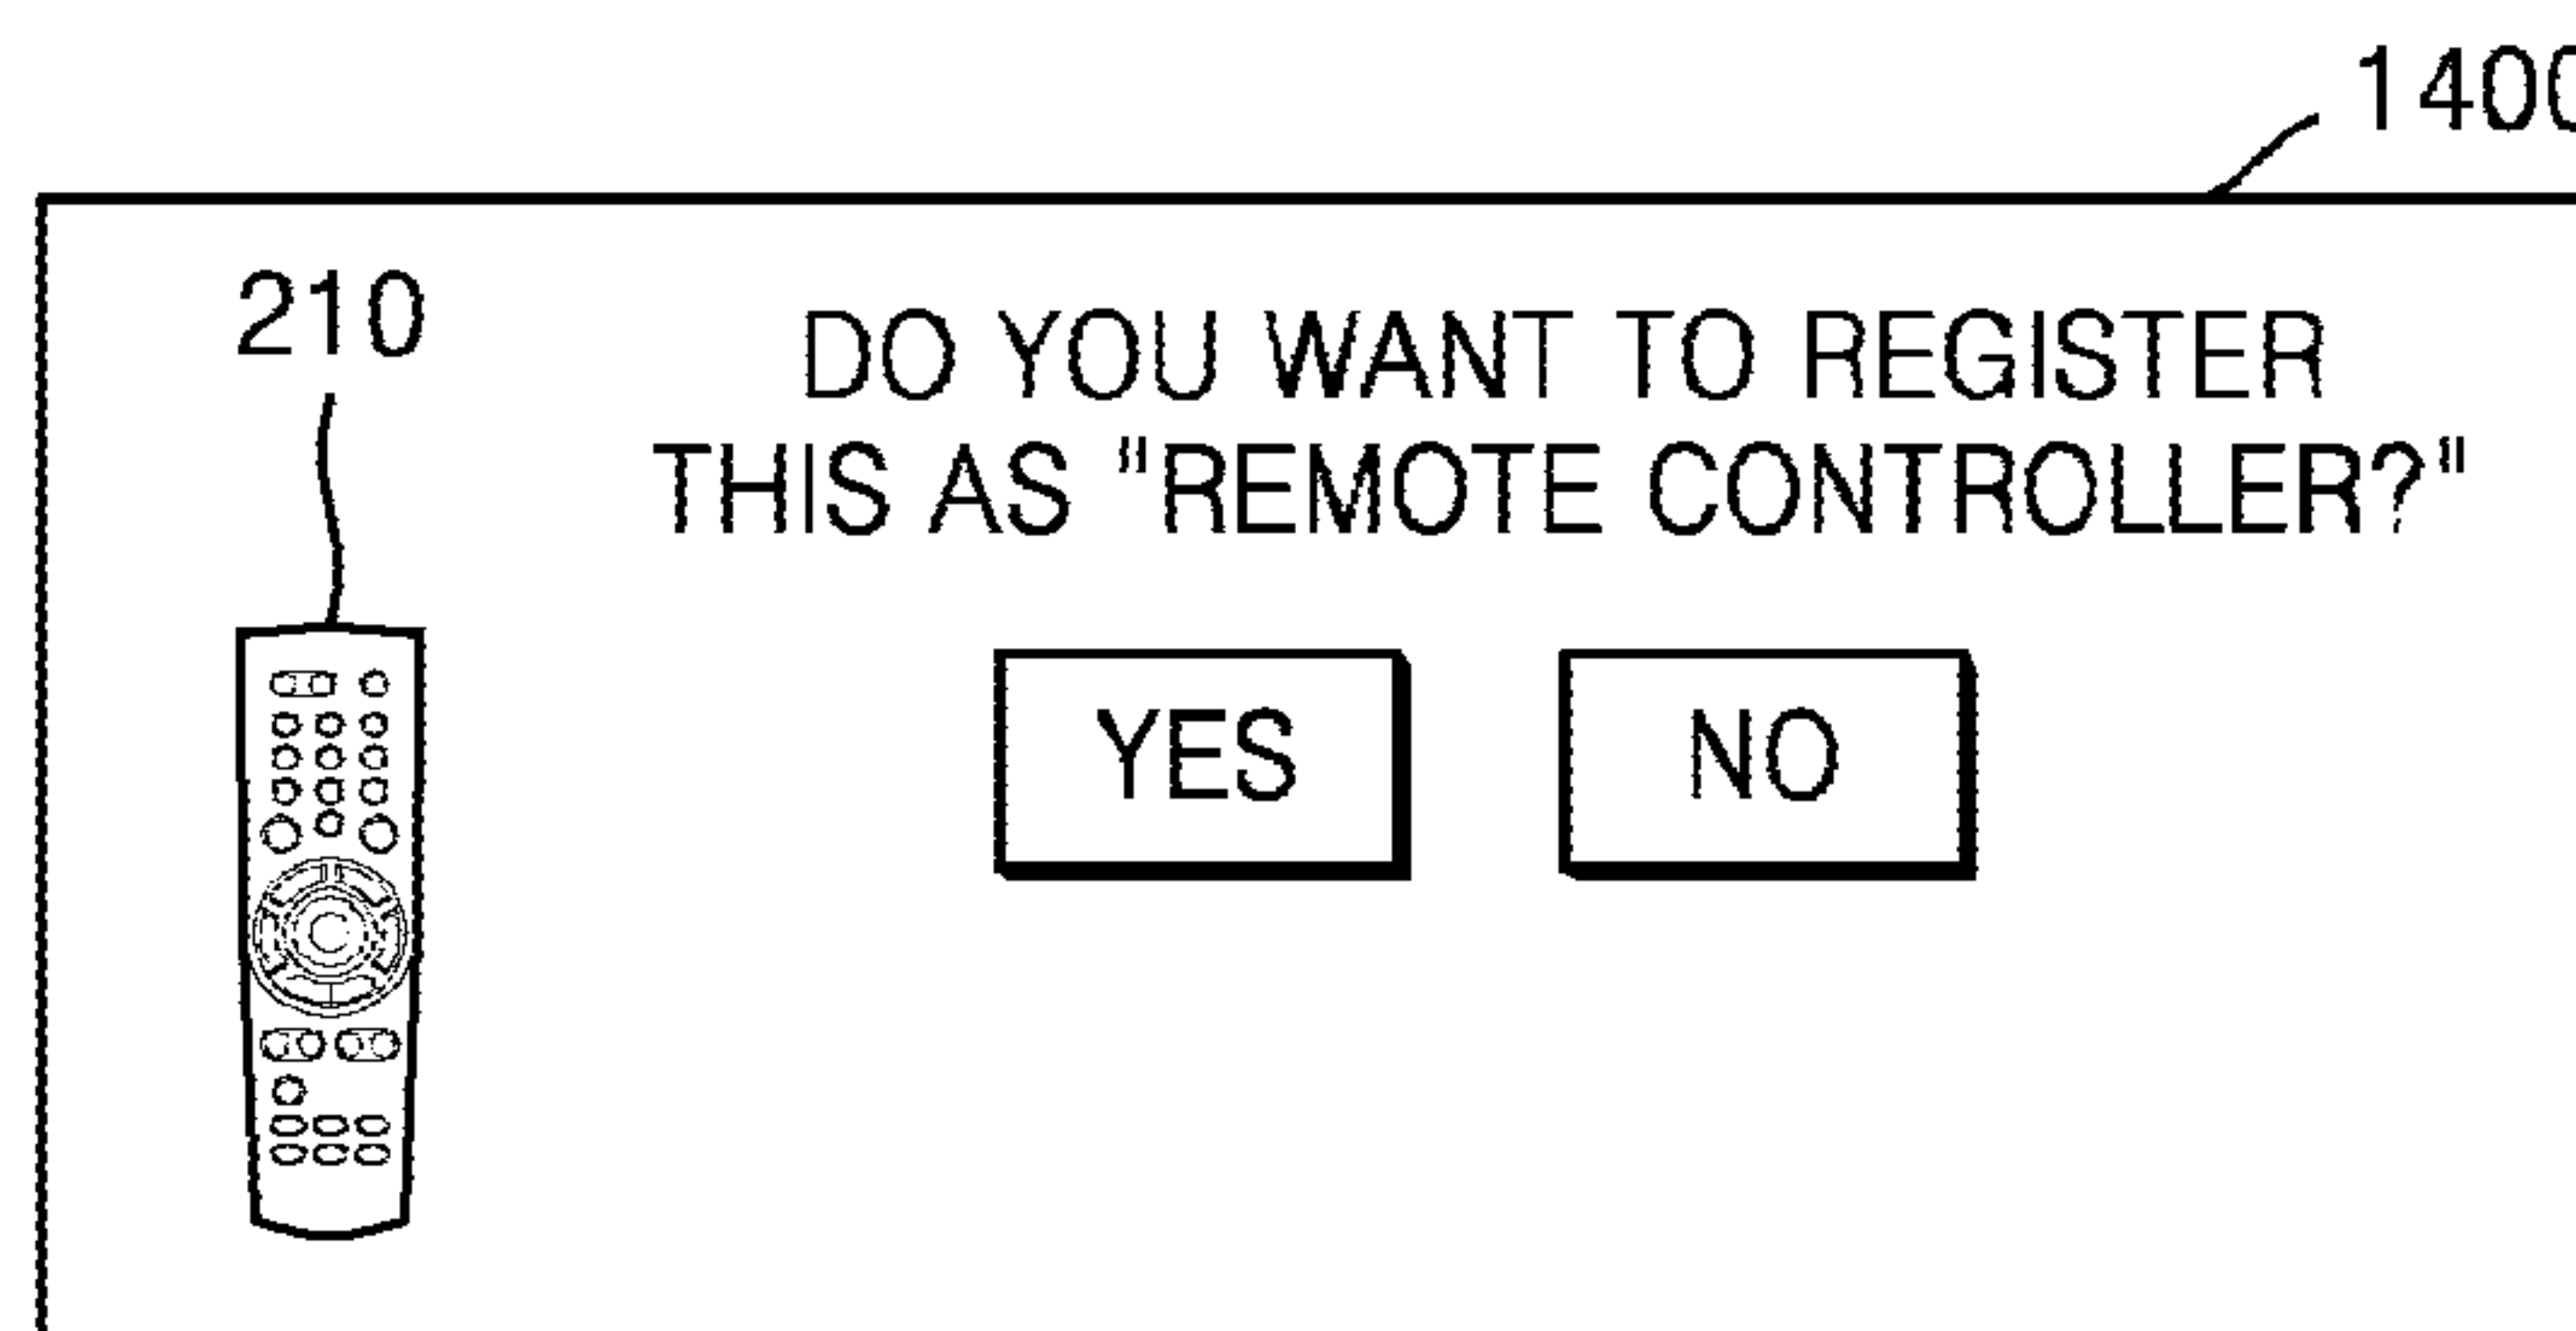 1400
210
DO YOU WANT TO REGISTER
THIS AS "REMOTE CONTROLLER?"
YES NO